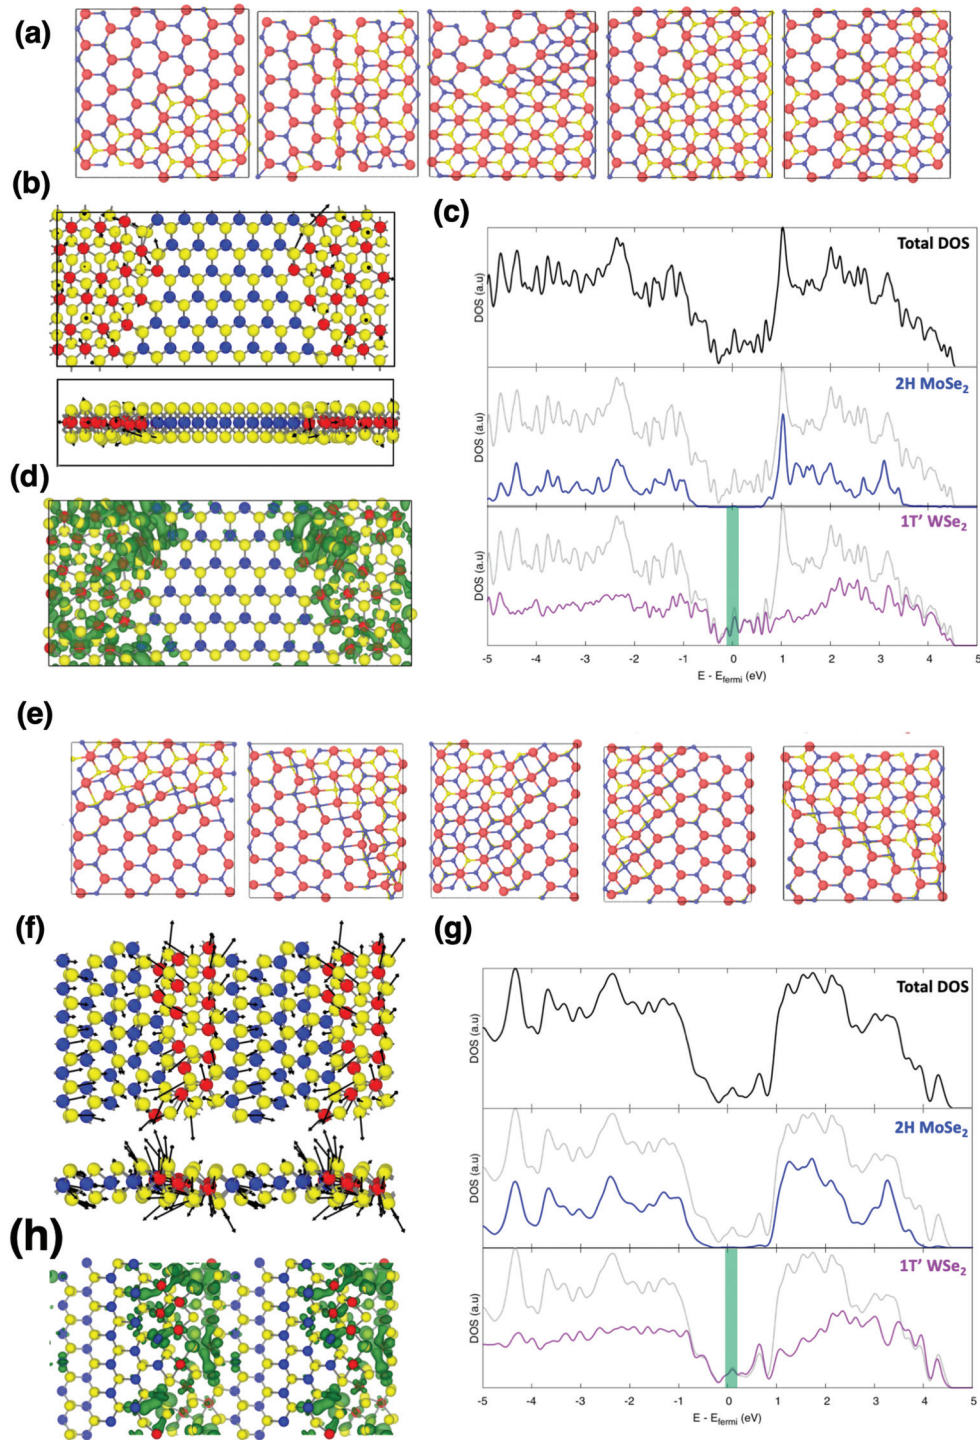 (a)
(b)
(c)
Total DOS
DOS (a.u)
2H MoSe₂
DOS (a.u)
1T’ WSe₂
DOS (a.u)
-5 -4 -3 -2 -1 0 1 2 3 4 5
E - Efermi (eV)
(d)
(e)
(f)
(g)
Total DOS
DOS (a.u)
2H MoSe₂
DOS (a.u)
1T’ WSe₂
DOS (a.u)
-5 -4 -3 -2 -1 0 1 2 3 4 5
E - Efermi (eV)
(h)